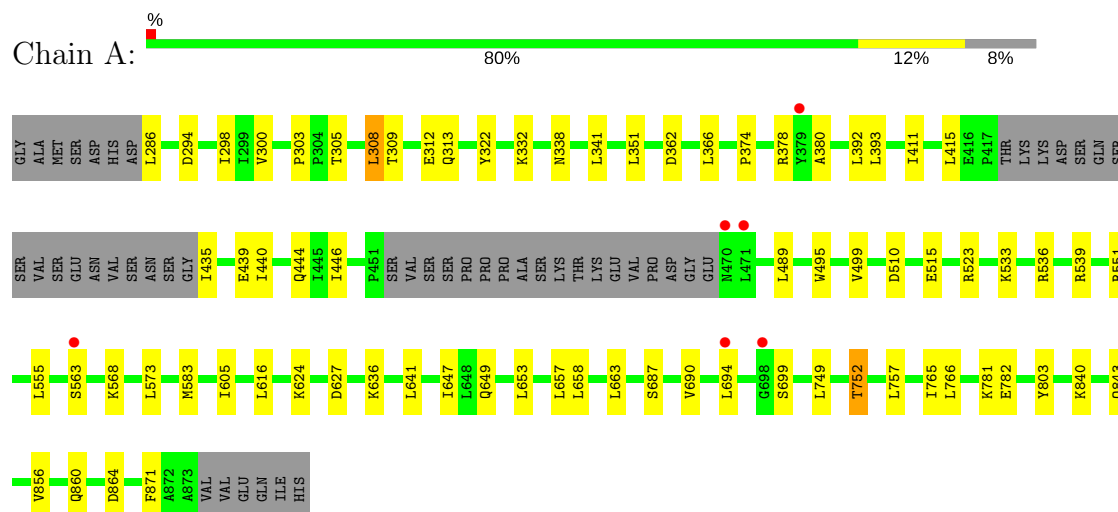 %
Chain A:
80% 12% 8%
GLY ALA MET SER ASP HIS ASP L286 D294 I298 I299 V300 P303 P304 T305 L308 T309 E312 Q313 Y322 K332 N338 L341 L351 D362 L366 P374 R378 Y379 A380 L392 L393 I411 L415 E416 P417 THR LYS LYS ASP SER GLN SER
SER VAL SER GLU ASN VAL SER ASN SER GLY I435 E439 I440 Q444 I445 I446 P451 SER VAL SER SER PRO PRO PRO ALA SER LYS THR LYS GLU VAL PRO ASP GLY GLU N470 L471 L489 W495 V499 D510 E515 R523 K533 R536 R539
L555 S563 K568 L573 M583 I605 L616 K624 D627 K636 L641 I647 L648 Q649 L653 L657 L658 L663 S687 V690 L694 G698 S699 L749 T752 L757 I765 L766 K781 E782 Y803 K840
V856 Q860 D864 F871 A872 A873 VAL VAL GLU GLN ILE HIS